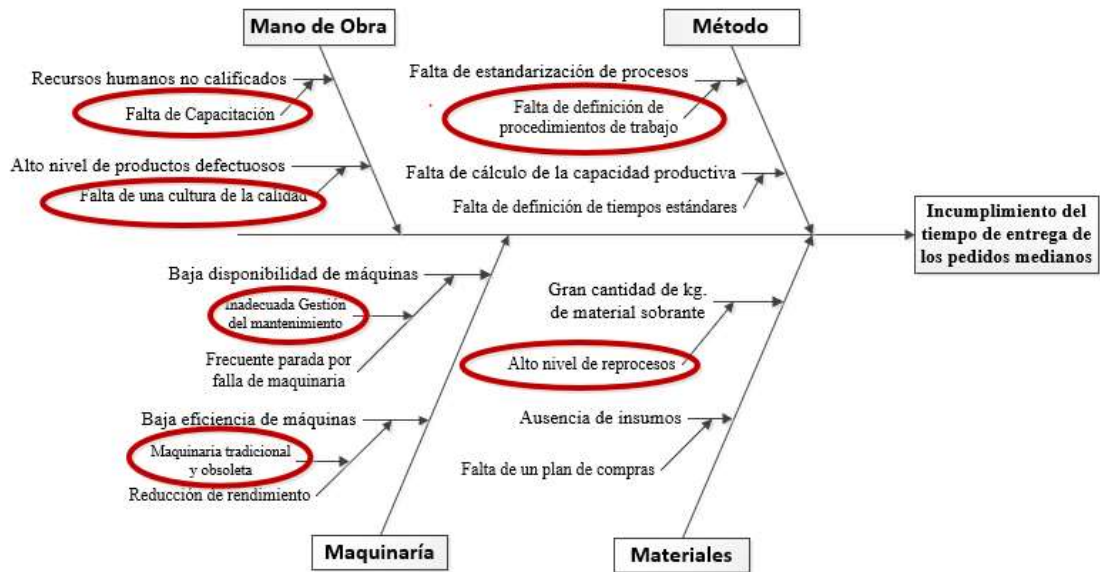 Mano de Obra
Método
Recursos humanos no calificados
Falta de Capacitación
Alto nivel de productos defectuosos
Falta de una cultura de la calidad
Falta de estandarización de procesos
Falta de definición de
procedimientos de trabajo
Falta de cálculo de la capacidad productiva
Falta de definición de tiempos estándares
Incumplimiento del
tiempo de entrega de
los pedidos medianos
Baja disponibilidad de máquinas
Inadecuada Gestión
del mantenimiento
Frecuente parada por
falla de maquinaria
Baja eficiencia de máquinas
Maquinaria tradicional
y obsoleta
Reducción de rendimiento
Gran cantidad de kg.
de material sobrante
Alto nivel de reprocesos
Ausencia de insumos
Falta de un plan de compras
Maquinaría
Materiales